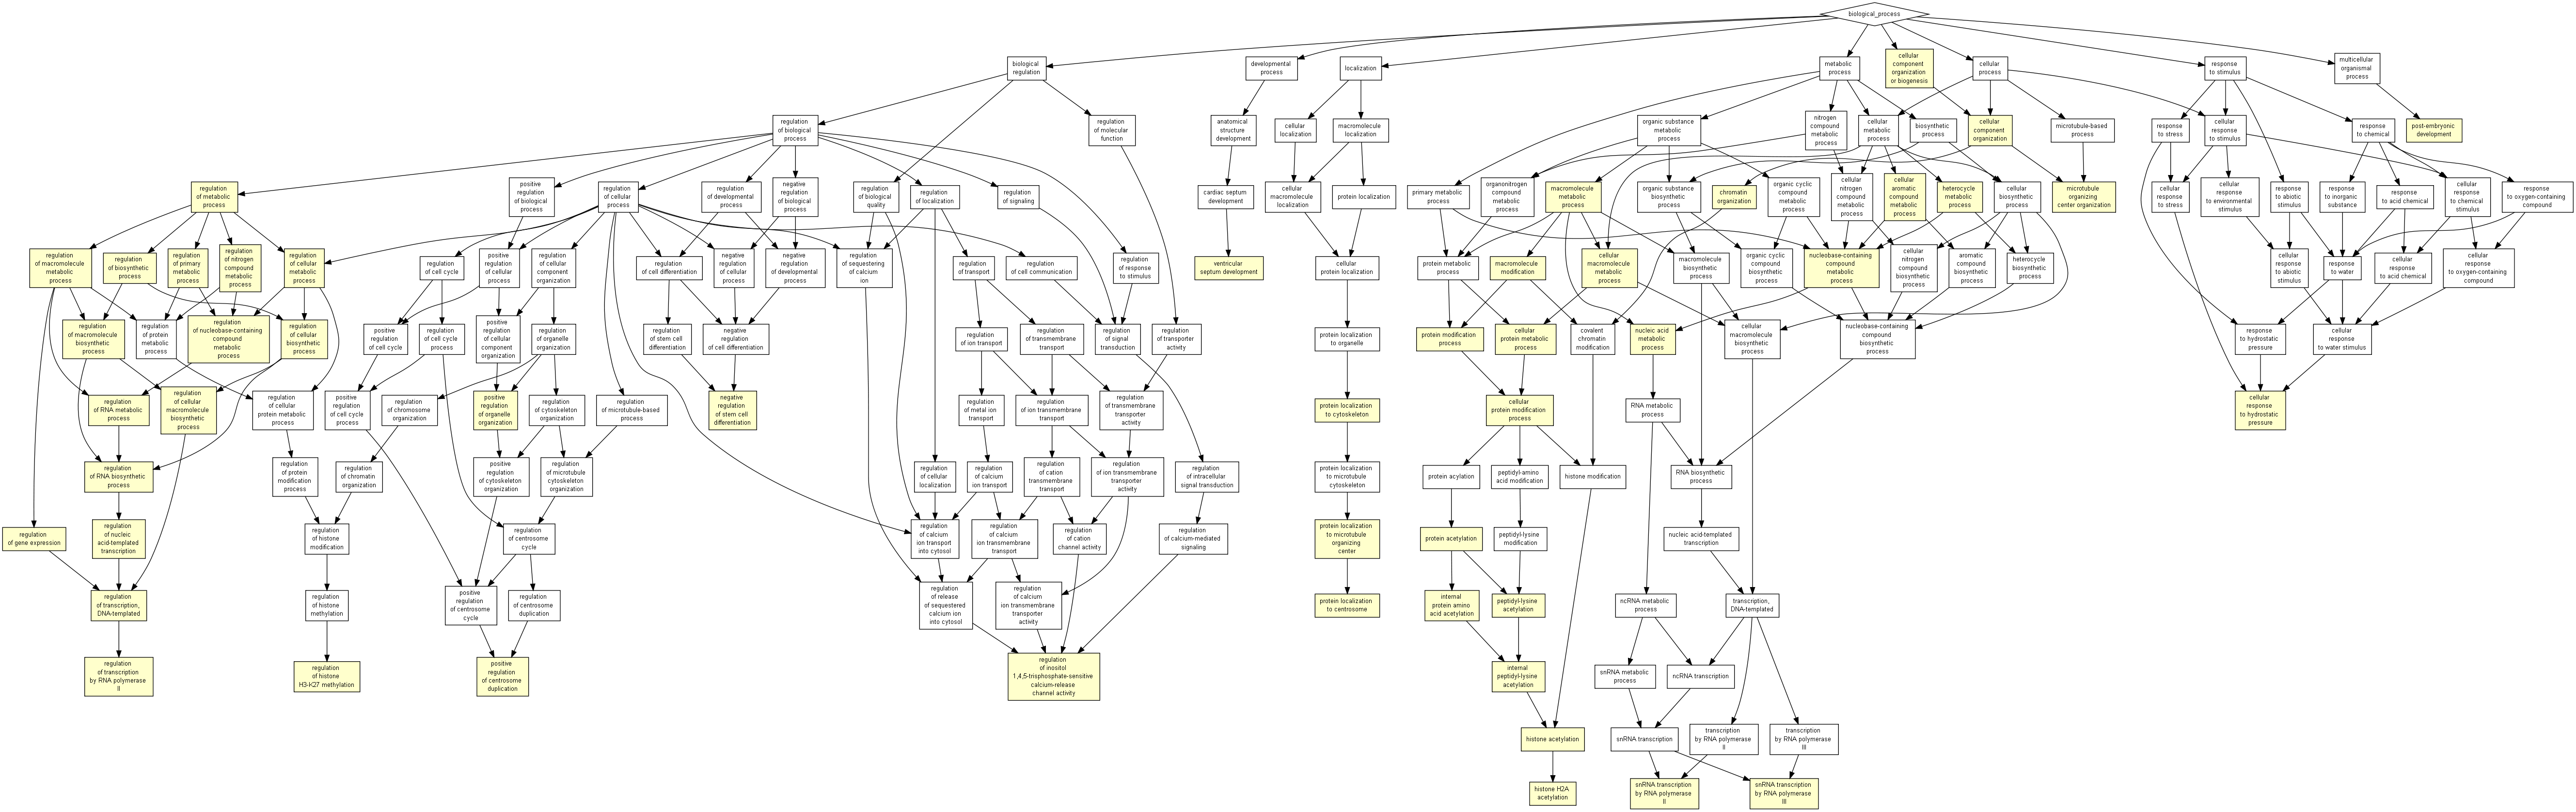 biological_process
biological
regulation
developmental
process
localization
metabolic
process
cellular
component
organization
or biogenesis
cellular
process
response
to stimulus
multicellular
organismal
process
regulation
of biological
process
regulation
of molecular
function
anatomical
structure
development
cellular
localization
macromolecule
localization
organic substance
metabolic
process
nitrogen
compound
metabolic
process
cellular
metabolic
process
biosynthetic
process
cellular
component
organization
microtubule-based
process
response
to stress
cellular
response
to stimulus
response
to chemical
post-embryonic
development
regulation
of metabolic
process
positive
regulation
of biological
process
regulation
of cellular
process
regulation
of developmental
process
negative
regulation
of biological
process
regulation
of biological
quality
regulation
of localization
regulation
of signaling
cardiac septum
development
cellular
macromolecule
localization
protein localization
primary metabolic
process
organonitrogen
compound
metabolic
process
macromolecule
metabolic
process
organic substance
biosynthetic
process
chromatin
organization
organic cyclic
compound
metabolic
process
cellular
nitrogen
compound
metabolic
process
cellular
aromatic
compound
metabolic
process
heterocycle
metabolic
process
cellular
biosynthetic
process
microtubule
organizing
center organization
cellular
response
to stress
cellular
response
to environmental
stimulus
response
to abiotic
stimulus
response
to inorganic
substance
response
to acid chemical
cellular
response
to chemical
stimulus
response
to oxygen-containing
compound
regulation
of macromolecule
metabolic
process
regulation
of biosynthetic
process
regulation
of primary
metabolic
process
regulation
of nitrogen
compound
metabolic
process
regulation
of cellular
metabolic
process
regulation
of cell cycle
positive
regulation
of cellular
process
regulation
of cellular
component
organization
regulation
of cell differentiation
negative
regulation
of cellular
process
negative
regulation
of developmental
process
regulation
of sequestering
of calcium
ion
regulation
of transport
regulation
of cell communication
regulation
of response
to stimulus
ventricular
septum development
cellular
protein localization
protein metabolic
process
macromolecule
modification
cellular
macromolecule
metabolic
process
macromolecule
biosynthetic
process
organic cyclic
compound
biosynthetic
process
nucleobase-containing
compound
metabolic
process
cellular
nitrogen
compound
biosynthetic
process
aromatic
compound
biosynthetic
process
heterocycle
biosynthetic
process
cellular
response
to abiotic
stimulus
response
to water
cellular
response
to acid chemical
cellular
response
to oxygen-containing
compound
regulation
of macromolecule
biosynthetic
process
regulation
of protein
metabolic
process
regulation
of nucleobase-containing
compound
metabolic
process
regulation
of cellular
biosynthetic
process
positive
regulation
of cell cycle
regulation
of cell cycle
process
positive
regulation
of cellular
component
organization
regulation
of organelle
organization
regulation
of stem cell
differentiation
negative
regulation
of cell differentiation
regulation
of ion transport
regulation
of transmembrane
transport
regulation
of signal
transduction
regulation
of transporter
activity
protein localization
to organelle
protein modification
process
cellular
protein metabolic
process
covalent
chromatin
modification
nucleic acid
metabolic
process
cellular
macromolecule
biosynthetic
process
nucleobase-containing
compound
biosynthetic
process
response
to hydrostatic
pressure
cellular
response
to water stimulus
regulation
of RNA metabolic
process
regulation
of cellular
macromolecule
biosynthetic
process
regulation
of cellular
protein metabolic
process
positive
regulation
of cell cycle
process
regulation
of chromosome
organization
positive
regulation
of organelle
organization
regulation
of cytoskeleton
organization
regulation
of microtubule-based
process
negative
regulation
of stem cell
differentiation
regulation
of metal ion
transport
regulation
of ion transmembrane
transport
regulation
of transmembrane
transporter
activity
protein localization
to cytoskeleton
cellular
protein modification
process
RNA metabolic
process
cellular
response
to hydrostatic
pressure
regulation
of RNA biosynthetic
process
regulation
of protein
modification
process
regulation
of chromatin
organization
positive
regulation
of cytoskeleton
organization
regulation
of microtubule
cytoskeleton
organization
regulation
of cellular
localization
regulation
of calcium
ion transport
regulation
of cation
transmembrane
transport
regulation
of ion transmembrane
transporter
activity
regulation
of intracellular
signal transduction
protein localization
to microtubule
cytoskeleton
protein acylation
peptidyl-amino
acid modification
histone modification
RNA biosynthetic
process
regulation
of gene expression
regulation
of nucleic
acid-templated
transcription
regulation
of histone
modification
regulation
of centrosome
cycle
regulation
of calcium
ion transport
into cytosol
regulation
of calcium
ion transmembrane
transport
regulation
of cation
channel activity
regulation
of calcium-mediated
signaling
protein localization
to microtubule
organizing
center
protein acetylation
peptidyl-lysine
modification
nucleic acid-templated
transcription
regulation
of transcription,
DNA-templated
regulation
of histone
methylation
positive
regulation
of centrosome
cycle
regulation
of centrosome
duplication
regulation
of release
of sequestered
calcium ion
into cytosol
regulation
of calcium
ion transmembrane
transporter
activity
protein localization
to centrosome
internal
protein amino
acid acetylation
peptidyl-lysine
acetylation
ncRNA metabolic
process
transcription,
DNA-templated
regulation
of transcription
by RNA polymerase
II
regulation
of histone
H3-K27 methylation
positive
regulation
of centrosome
duplication
regulation
of inositol
1,4,5-trisphosphate-sensitive
calcium-release
channel activity
internal
peptidyl-lysine
acetylation
snRNA metabolic
process
ncRNA transcription
histone acetylation
snRNA transcription
transcription
by RNA polymerase
II
transcription
by RNA polymerase
III
histone H2A
acetylation
snRNA transcription
by RNA polymerase
II
snRNA transcription
by RNA polymerase
III